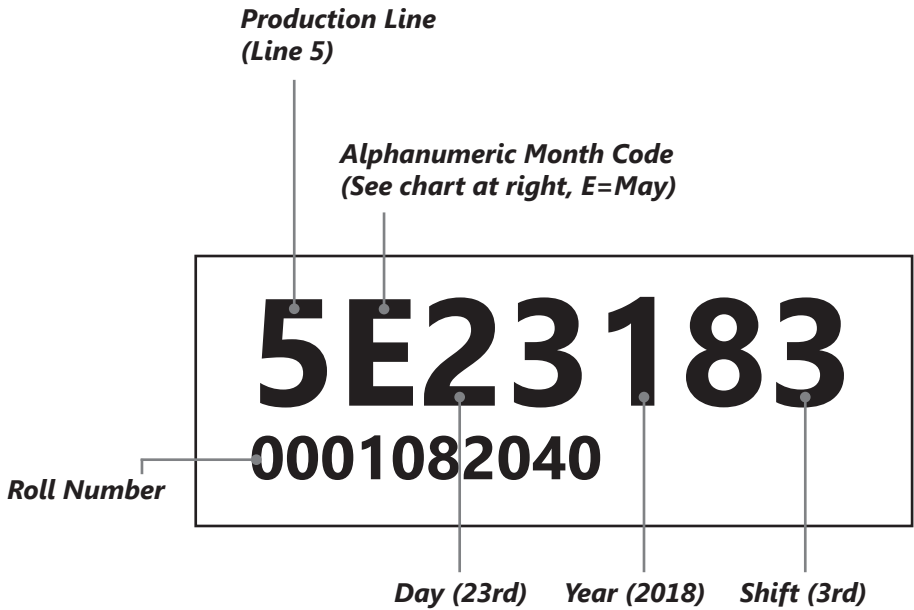 Production Line
(Line 5)
Alphanumeric Month Code
(See chart at right, E=May)
5E23183
0001082040
Roll Number
Day (23rd)
Year (2018)
Shift (3rd)